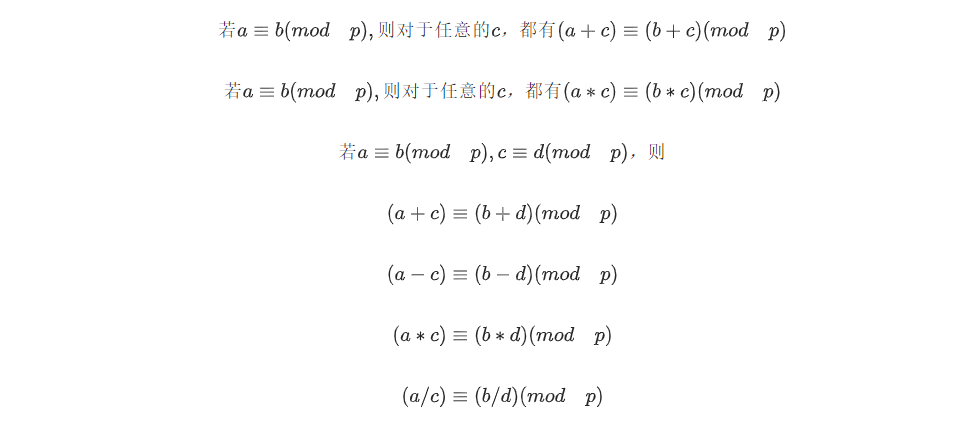 若a ≡ b(mod p),则对于任意的c，都有(a + c) ≡ (b + c)(mod p)
若a ≡ b(mod p),则对于任意的c，都有(a * c) ≡ (b * c)(mod p)
若a ≡ b(mod p), c ≡ d(mod p)，则
(a + c) ≡ (b + d)(mod p)
(a − c) ≡ (b − d)(mod p)
(a * c) ≡ (b * d)(mod p)
(a/c) ≡ (b/d)(mod p)